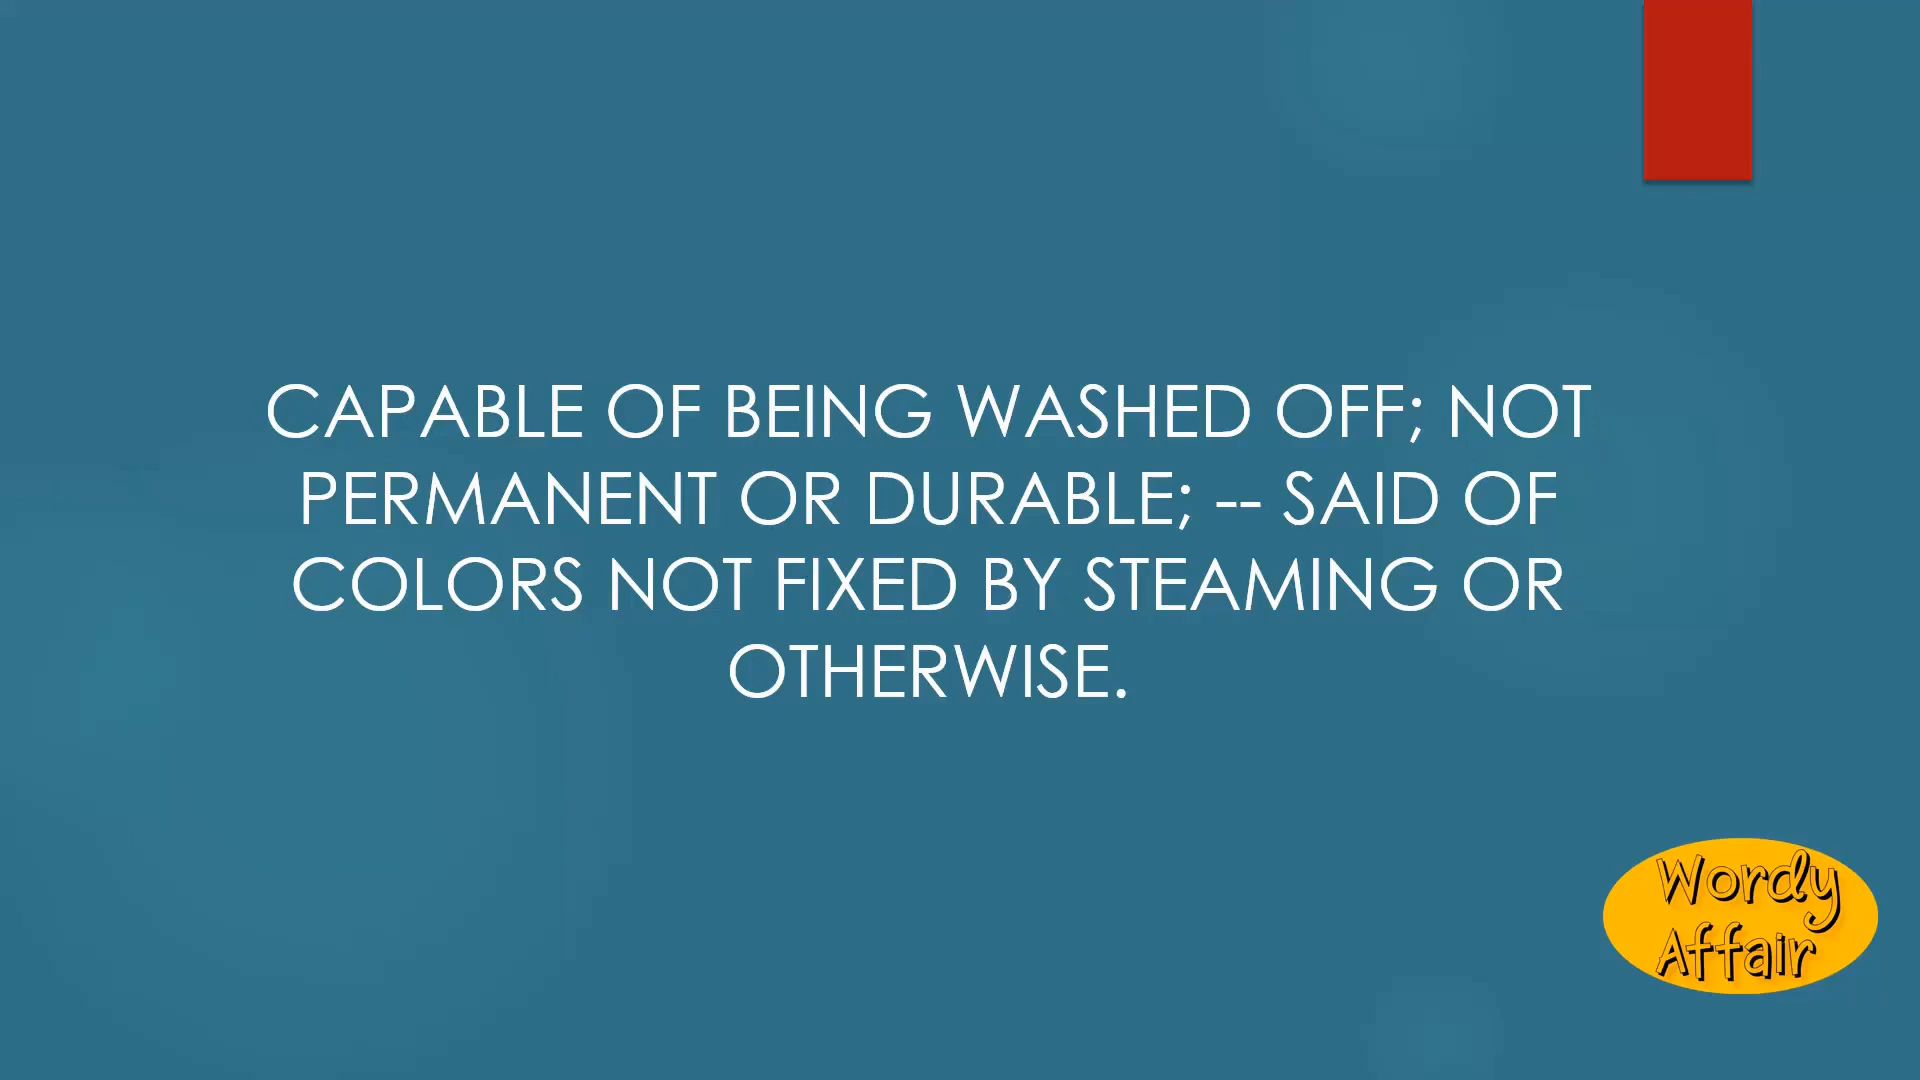 CAPABLE OF BEING WASHED OFF; NOT
PERMANENT OR DURABLE; -- SAID OF
COLORS NOT FIXED BY STEAMING OR
OTHERWISE.
Wordy
Affair